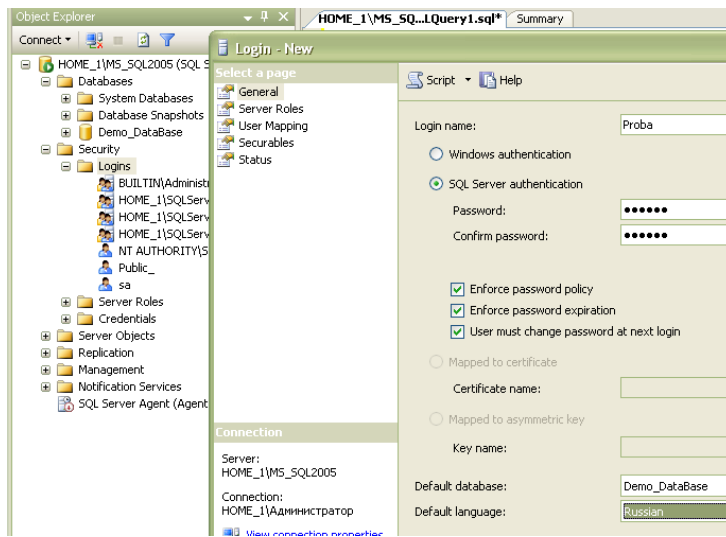 Object Explorer
HOME_1\MS_SQ...LQuery1.sql* Summary
Connect
HOME_1\MS_SQL2005 (SQL S
Databases
System Databases
Database Snapshots
Demo_DataBase
Security
Logins
BUILTIN\Administr
HOME_1\SQLServ
HOME_1\SQLServ
HOME_1\SQLServ
NT AUTHORITY\S
Public_
sa
Server Roles
Credentials
Server Objects
Replication
Management
Notification Services
SQL Server Agent (Agent
Login - New
Select a page
General
Server Roles
User Mapping
Securables
Status
Connection
Server:
HOME_1\MS_SQL2005
Connection:
HOME_1\Администратор
View connection properties
Script Help
Login name: Proba
Windows authentication
SQL Server authentication
Password: ●●●●●●
Confirm password: ●●●●●●
Enforce password policy
Enforce password expiration
User must change password at next login
Mapped to certificate
Certificate name:
Mapped to asymmetric key
Key name:
Default database: Demo_DataBase
Default language: Russian